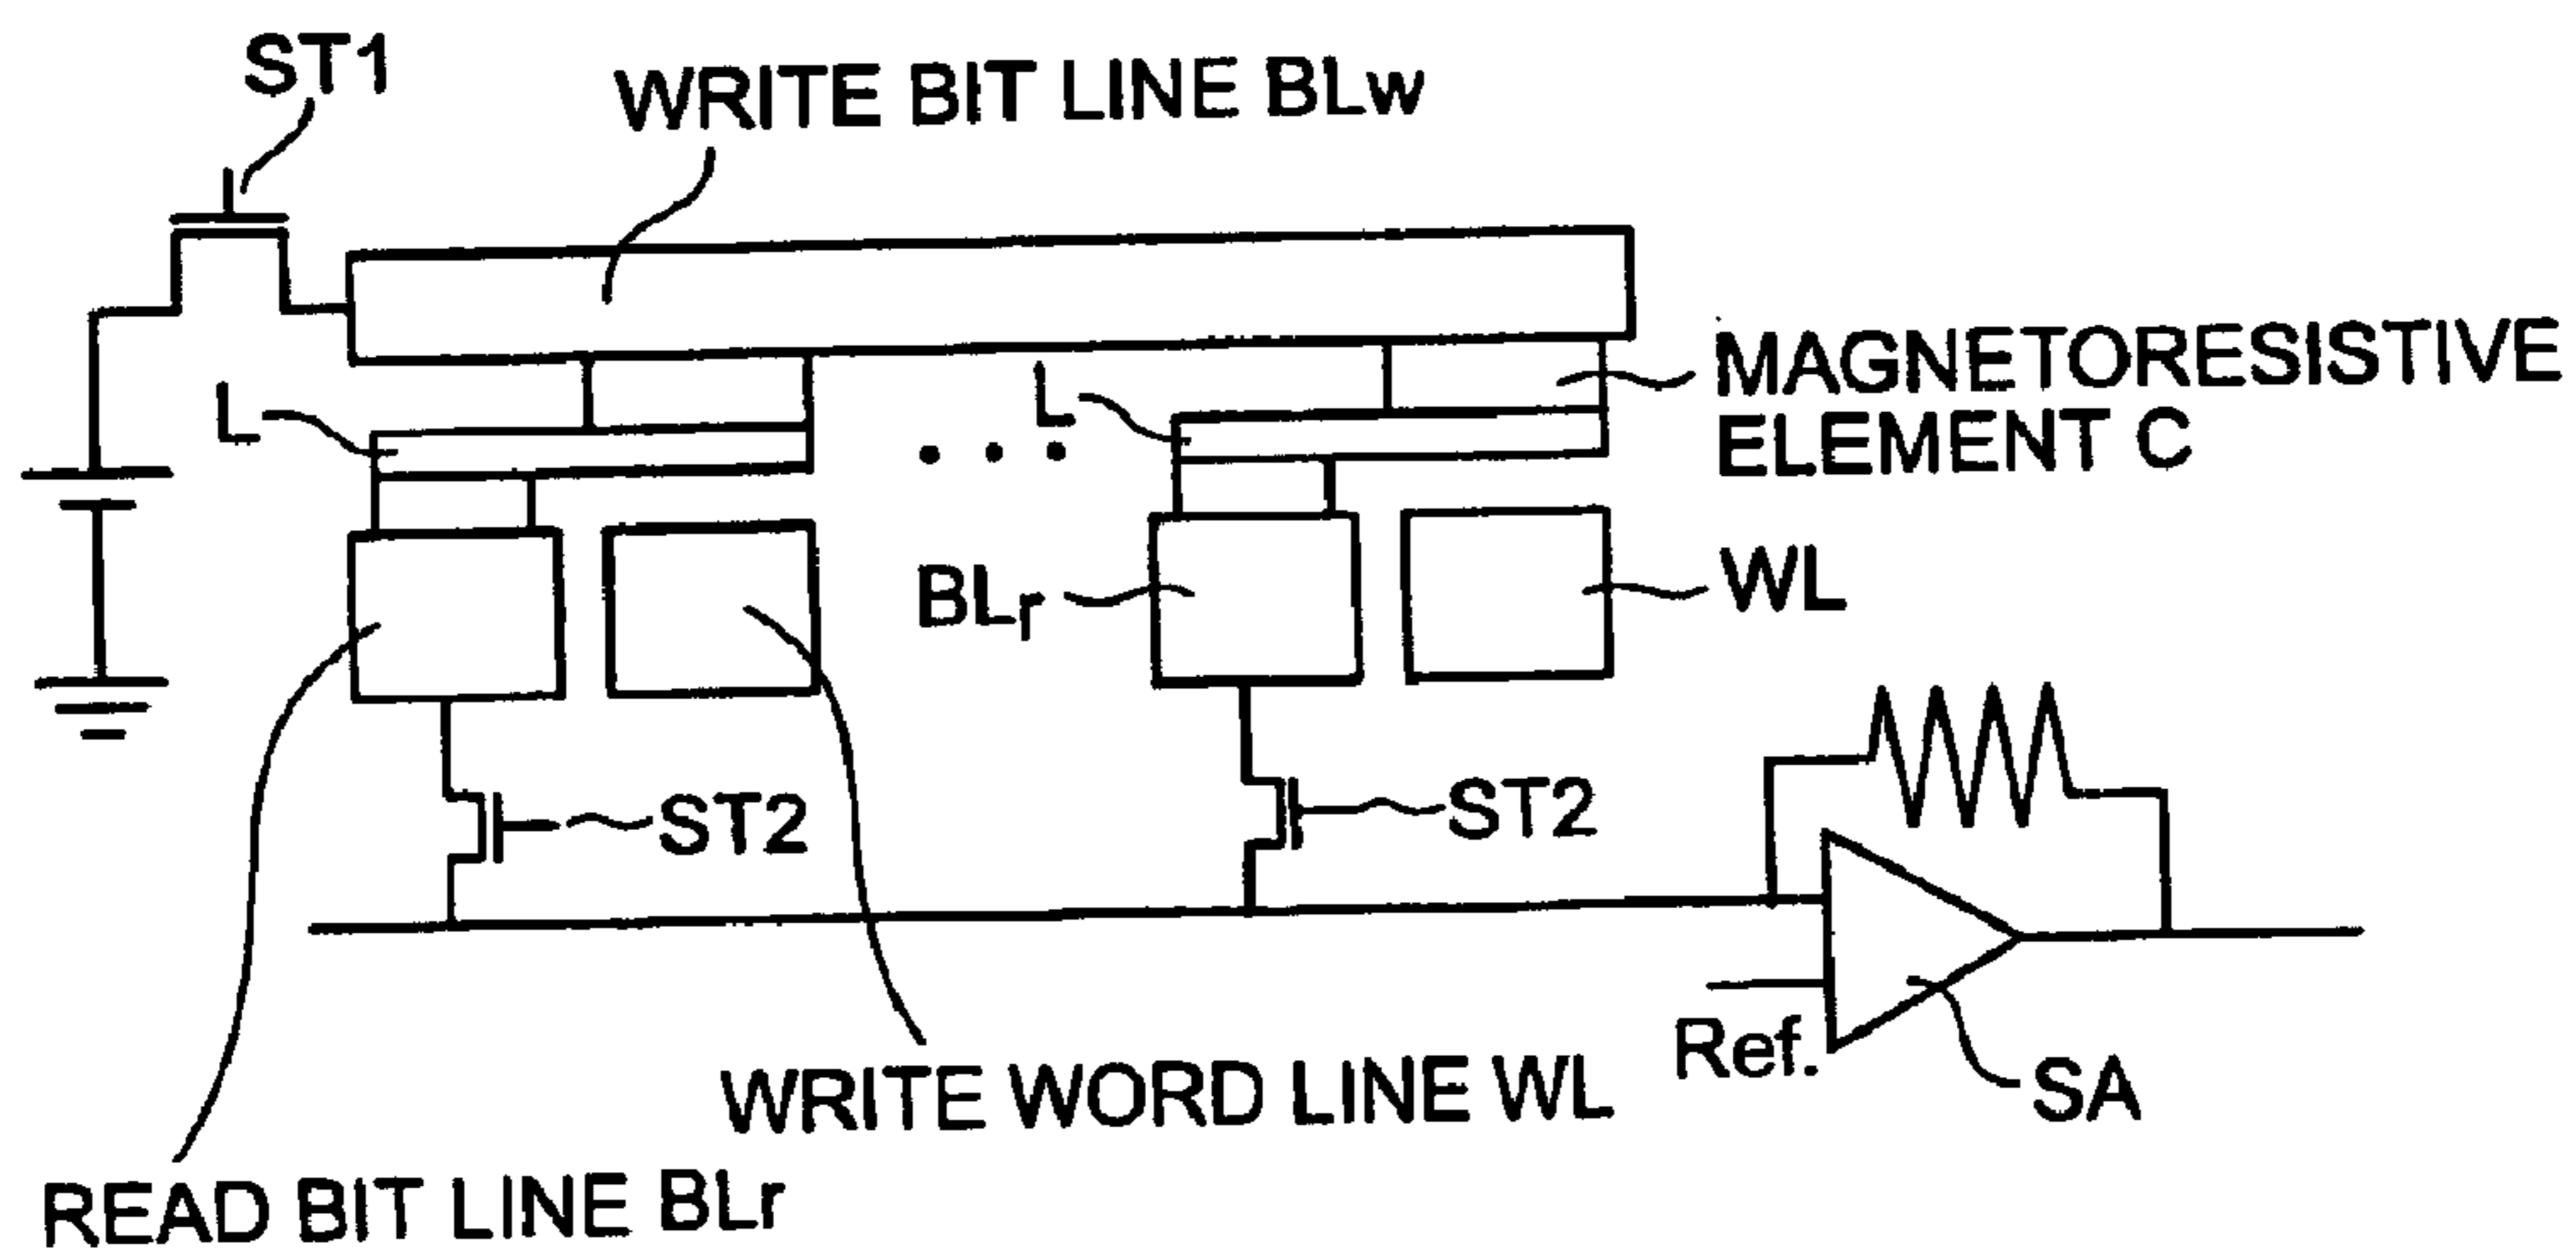 ST1
WRITE BIT LINE BLw
L
L
MAGNETORESISTIVE
ELEMENT C
BLr
WL
ST2
ST2
Ref.
SA
WRITE WORD LINE WL
READ BIT LINE BLr